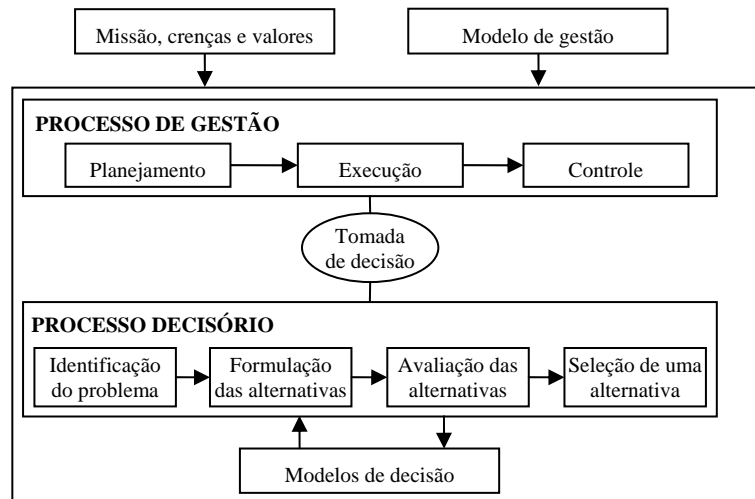 Missão, crenças e valores
Modelo de gestão
PROCESSO DE GESTÃO
Planejamento
Execução
Controle
Tomada
de decisão
PROCESSO DECISÓRIO
Identificação
do problema
Formulação
das alternativas
Avaliação das
alternativas
Seleção de uma
alternativa
Modelos de decisão